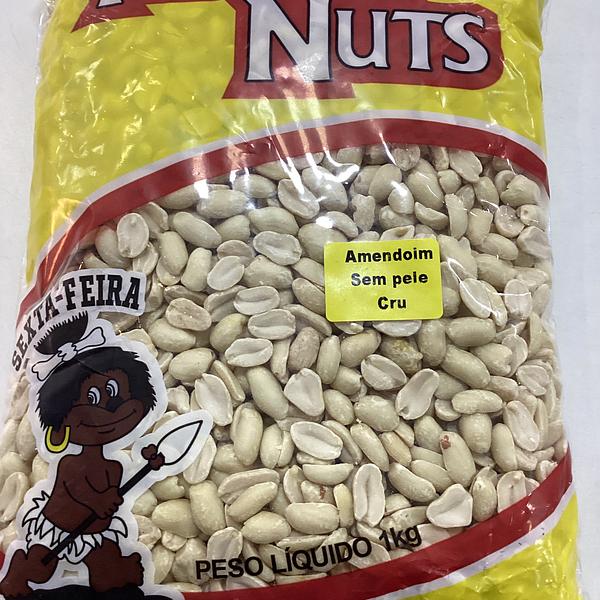 NUTS
Amendoim
Sem pele
Cru
SEXTA-FEIRA
PESO LÍQUIDO 1kg